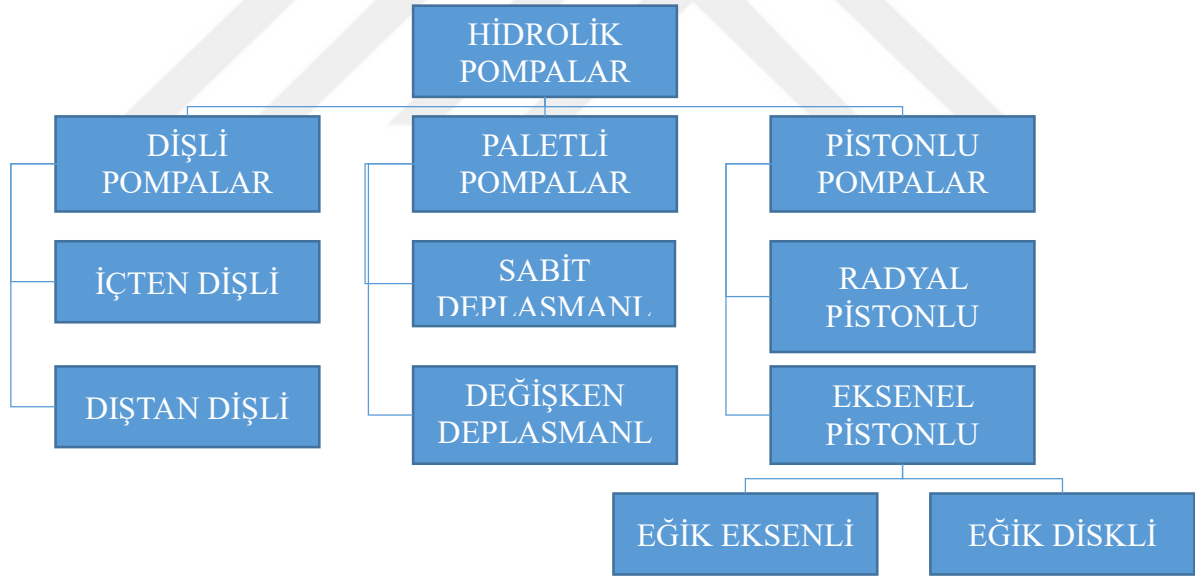 HİDROLİK
POMPALAR
DİŞLİ
POMPALAR
İÇTEN DİŞLİ
DIŞTAN DİŞLİ
PALETLİ
POMPALAR
SABİT
DEPLASMANL
DEĞİŞKEN
DEPLASMANL
PİSTONLU
POMPALAR
RADYAL
PİSTONLU
EKSENEL
PİSTONLU
EĞİK EKSENLİ
EĞİK DİSKLİ